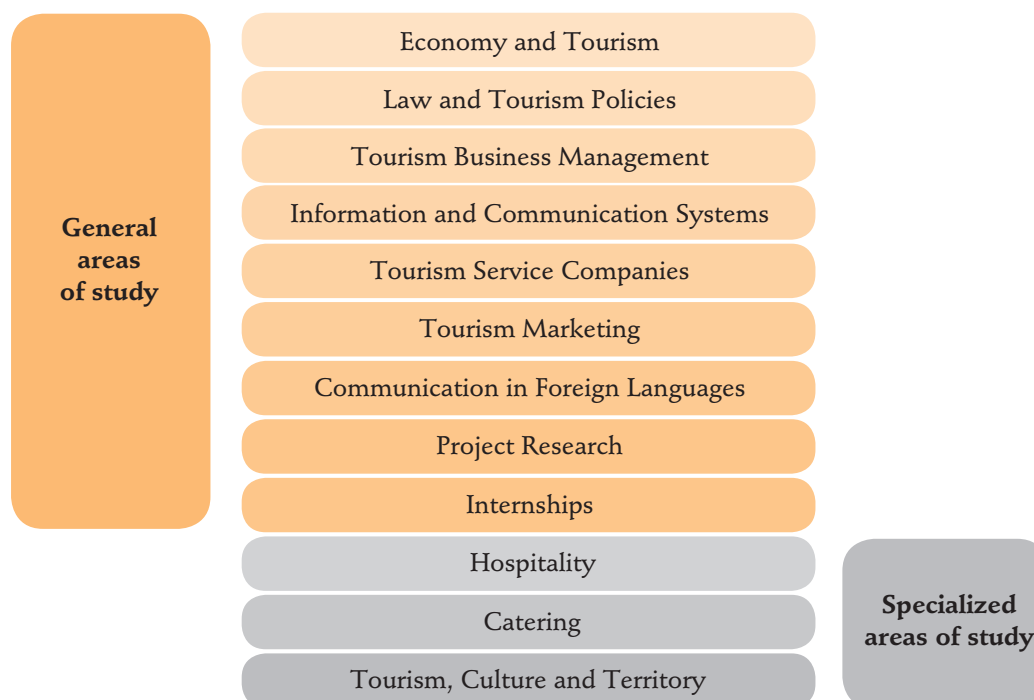 General
areas
of study
Economy and Tourism
Law and Tourism Policies
Tourism Business Management
Information and Communication Systems
Tourism Service Companies
Tourism Marketing
Communication in Foreign Languages
Project Research
Internships
Hospitality
Catering
Tourism, Culture and Territory
Specialized
areas of study